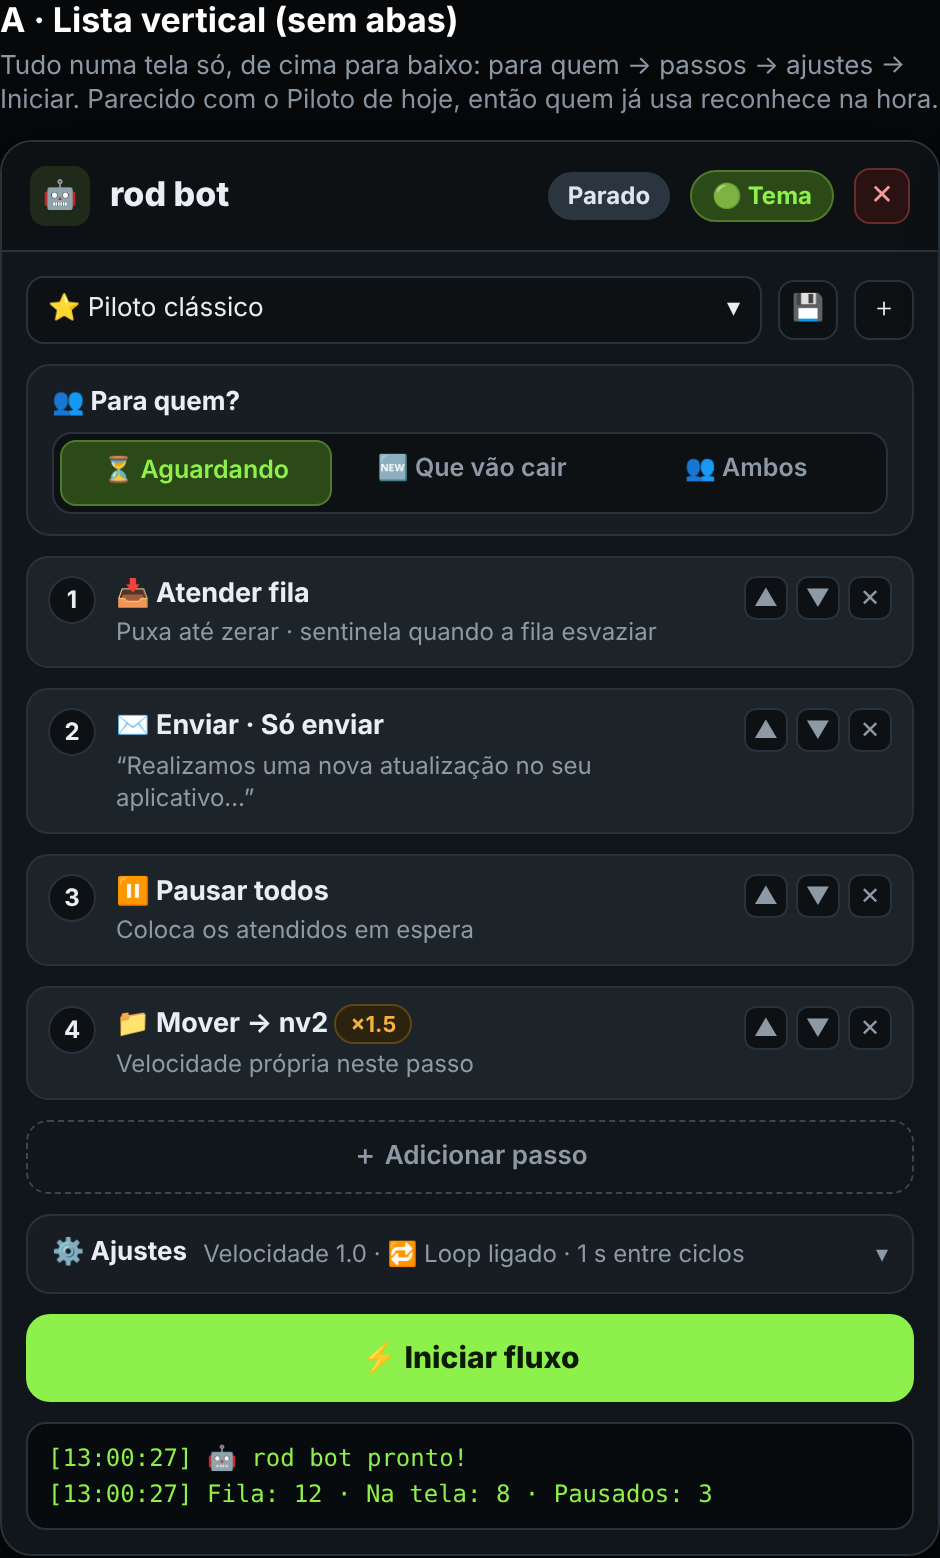 A · Lista vertical (sem abas)
Tudo numa tela só, de cima para baixo: para quem → passos → ajustes →
Iniciar. Parecido com o Piloto de hoje, então quem já usa reconhece na hora.
🤖 rod bot Parado 🟢 Tema ✕
⭐ Piloto clássico ▾ 💾 +
👥 Para quem?
⏳ Aguardando 🆕 Que vão cair 👥 Ambos
1 📥 Atender fila ▲ ▼ ✕
Puxa até zerar · sentinela quando a fila esvaziar
2 ✉️ Enviar · Só enviar ▲ ▼ ✕
“Realizamos uma nova atualização no seu
aplicativo…”
3 ⏸️ Pausar todos ▲ ▼ ✕
Coloca os atendidos em espera
4 📁 Mover → nv2 ×1.5 ▲ ▼ ✕
Velocidade própria neste passo
+ Adicionar passo
⚙️ Ajustes Velocidade 1.0 · 🔁 Loop ligado · 1 s entre ciclos ▾
⚡ Iniciar fluxo
[13:00:27] 🤖 rod bot pronto!
[13:00:27] Fila: 12 · Na tela: 8 · Pausados: 3